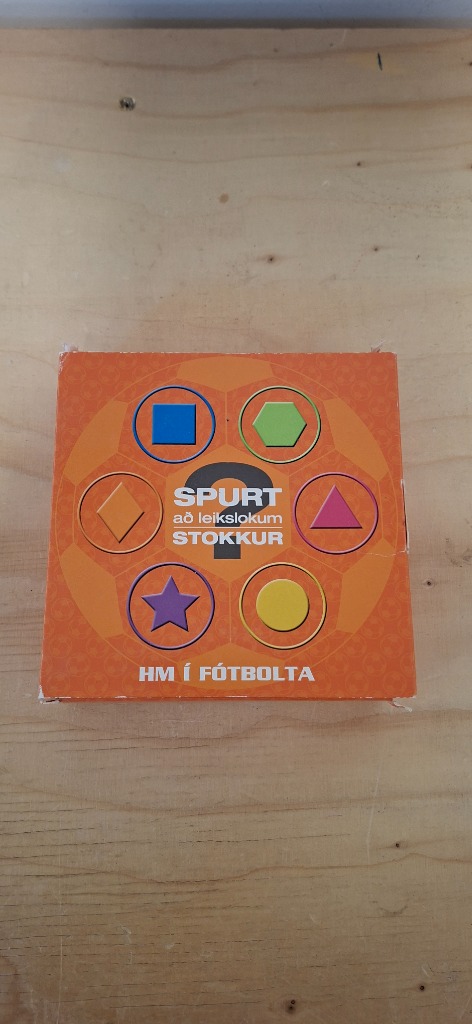 ?
SPURT
að leikslokum
STOKKUR
HM Í FÓTBOLTA